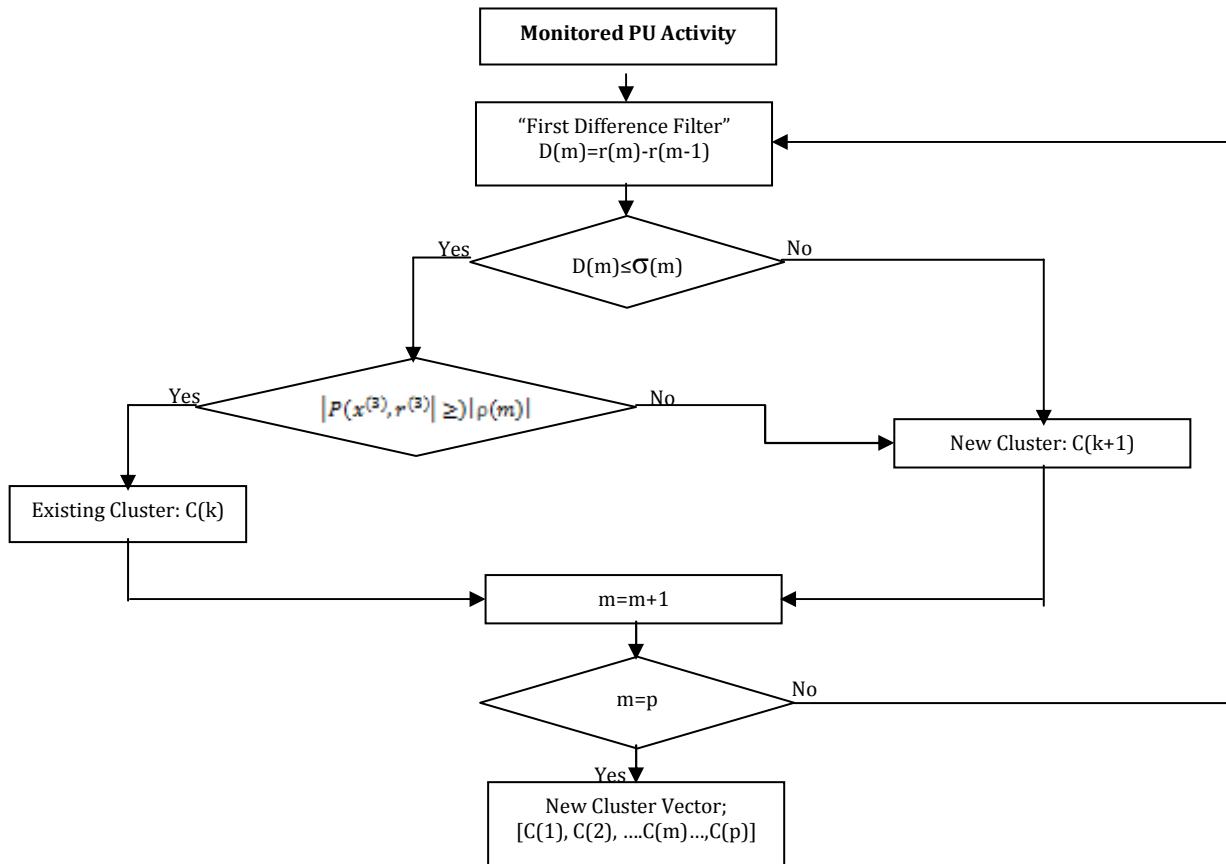 Monitored PU Activity
“First Difference Filter”
D(m)=r(m)-r(m-1)
Yes
No
D(m)≤σ(m)
Yes
No
|P(x⁽³⁾, r⁽³⁾| ≥)|ρ(m)|
New Cluster: C(k+1)
Existing Cluster: C(k)
m=m+1
No
m=p
Yes
New Cluster Vector;
[C(1), C(2), ....C(m)...,C(p)]